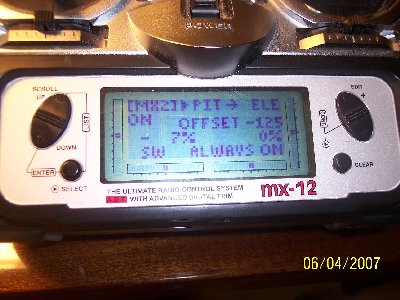 POWER
SCROLL
UP
LIST
DOWN
ENTER
SELECT
[MX2] PIT → ELE
ON OFFSET -125
- 7% 0%
SW ALWAYS ON
EDIT
+
-
CLEAR
THE ULTIMATE RADIO CONTROL SYSTEM
A.D.T. WITH ADVANCED DIGITAL TRIM
mx-12
06/04/2007